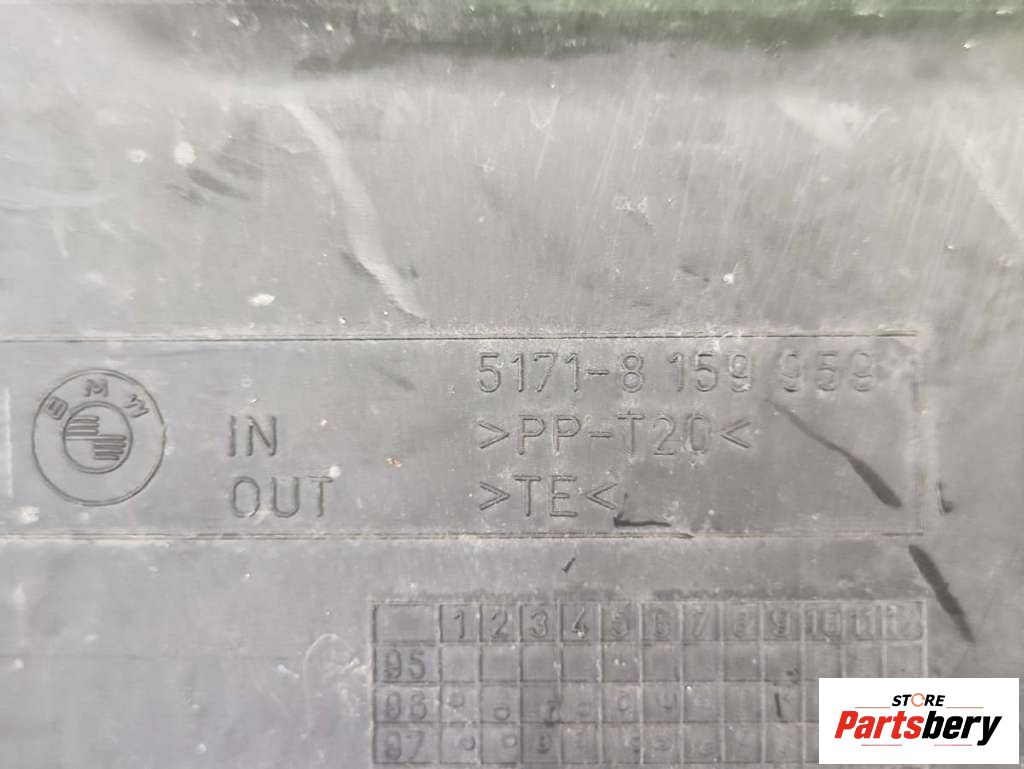 BMW
5171-8 159 959
IN >PP-T20<
OUT >TE<
1 2 3 4 5 6 7 8 9 10 11 12
95
96
97
STORE
Partsbery